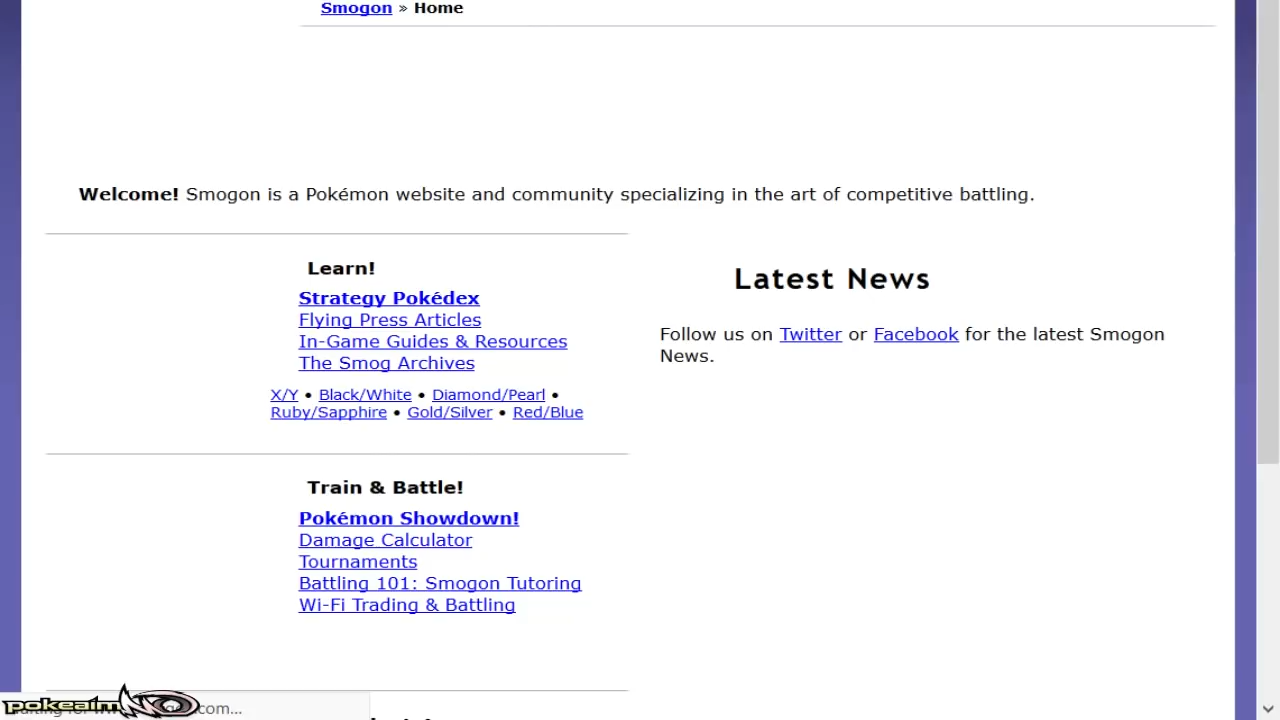 Smogon » Home
Welcome! Smogon is a Pokémon website and community specializing in the art of competitive battling.
Learn!
Strategy Pokédex
Flying Press Articles
In-Game Guides & Resources
The Smog Archives
X/Y • Black/White • Diamond/Pearl •
Ruby/Sapphire • Gold/Silver • Red/Blue
Latest News
Follow us on Twitter or Facebook for the latest Smogon
News.
Train & Battle!
Pokémon Showdown!
Damage Calculator
Tournaments
Battling 101: Smogon Tutoring
Wi-Fi Trading & Battling
pokeaim
com...